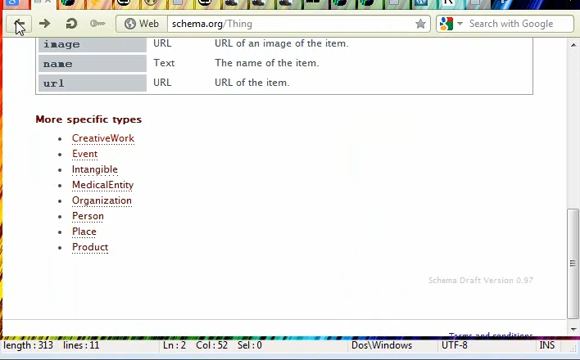 Web schema.org/Thing Search with Google
image URL URL of an image of the item.
name Text The name of the item.
url URL URL of the item.
More specific types
CreativeWork
Event
Intangible
MedicalEntity
Organization
Person
Place
Product
Schema Draft Version 0.97
Terms and conditions
length : 313 lines : 11 Ln : 2 Col : 52 Sel : 0 Dos\Windows UTF-8 INS